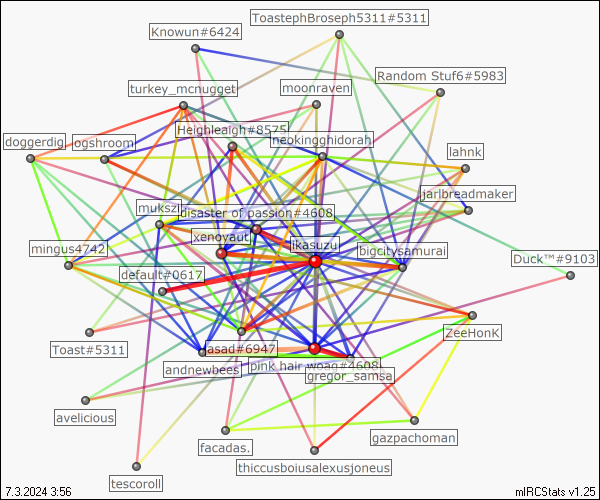 ToastephBroseph5311#5311
Knowun#6424
Random Stuf6#5983
turkey_mcnugget
moonraven
Heighleaigh#8575
doggerdig
ogshroom
neokingghidorah
lahnk
jarlbreadmaker
mukszi
disaster of passion#4608
xenoyaut
ikasuzu
mingus4742
bigcitysamurai
Duck™#9103
default#0617
ZeeHonK
Toast#5311
asad#6947
andnewbees
pink hair woag#4608
gregor_samsa
avelicious
facadas.
gazpachoman
thiccusboiusalexusjoneus
tescoroll
7.3.2024 3:56
mIRCStats v1.25